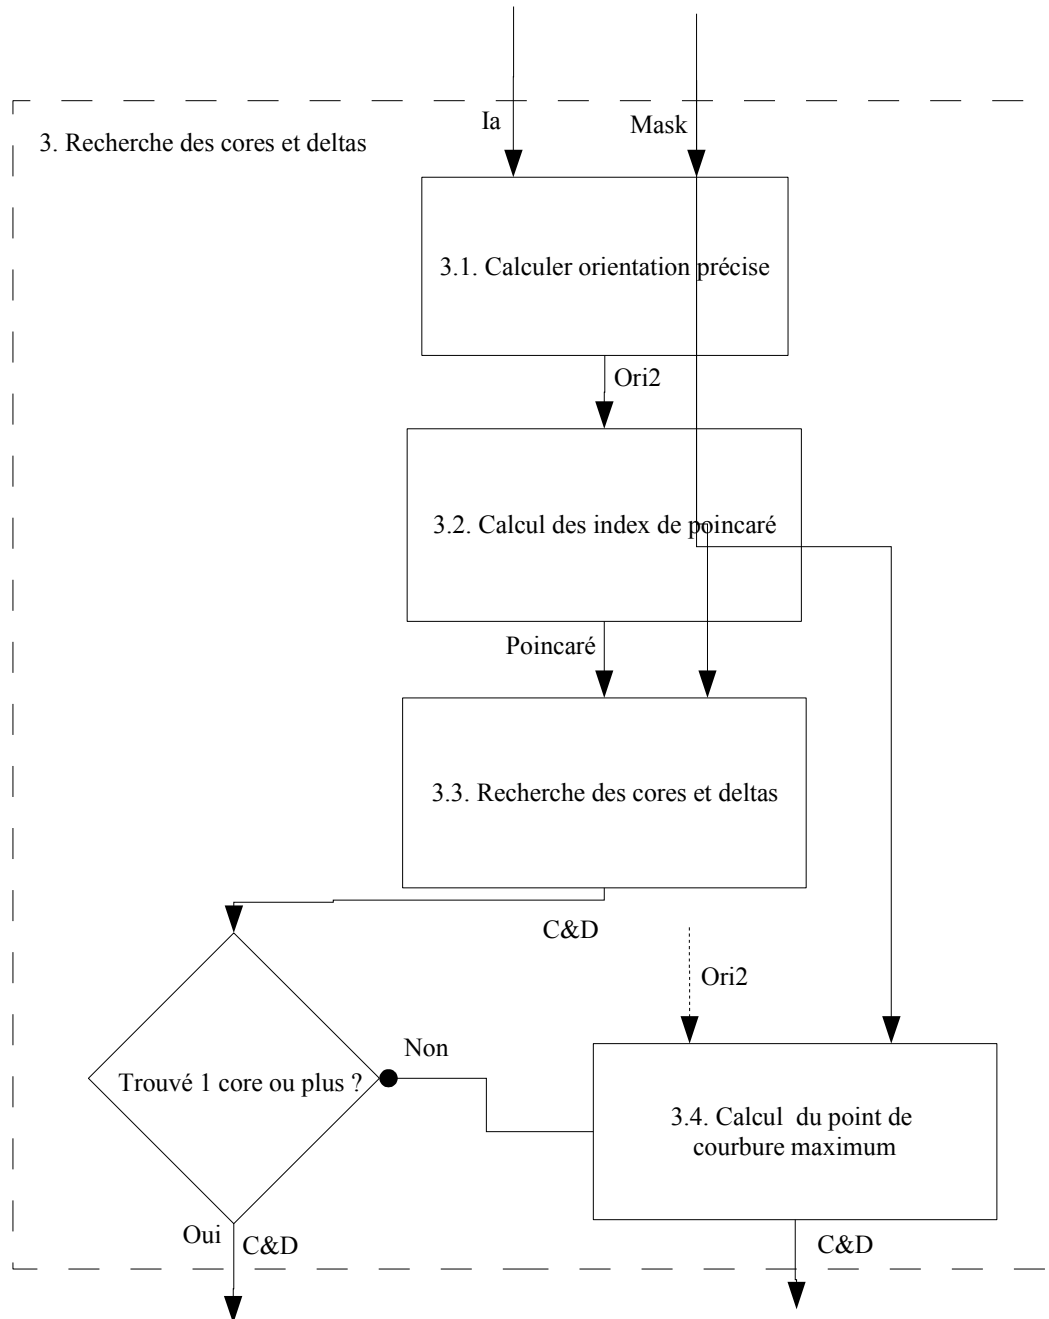 Ia
Mask
3. Recherche des cores et deltas
3.1. Calculer orientation précise
Ori2
3.2. Calcul des index de poincaré
Poincaré
3.3. Recherche des cores et deltas
C&D
Ori2
Non
Trouvé 1 core ou plus ?
3.4. Calcul  du point de
courbure maximum
Oui
C&D
C&D